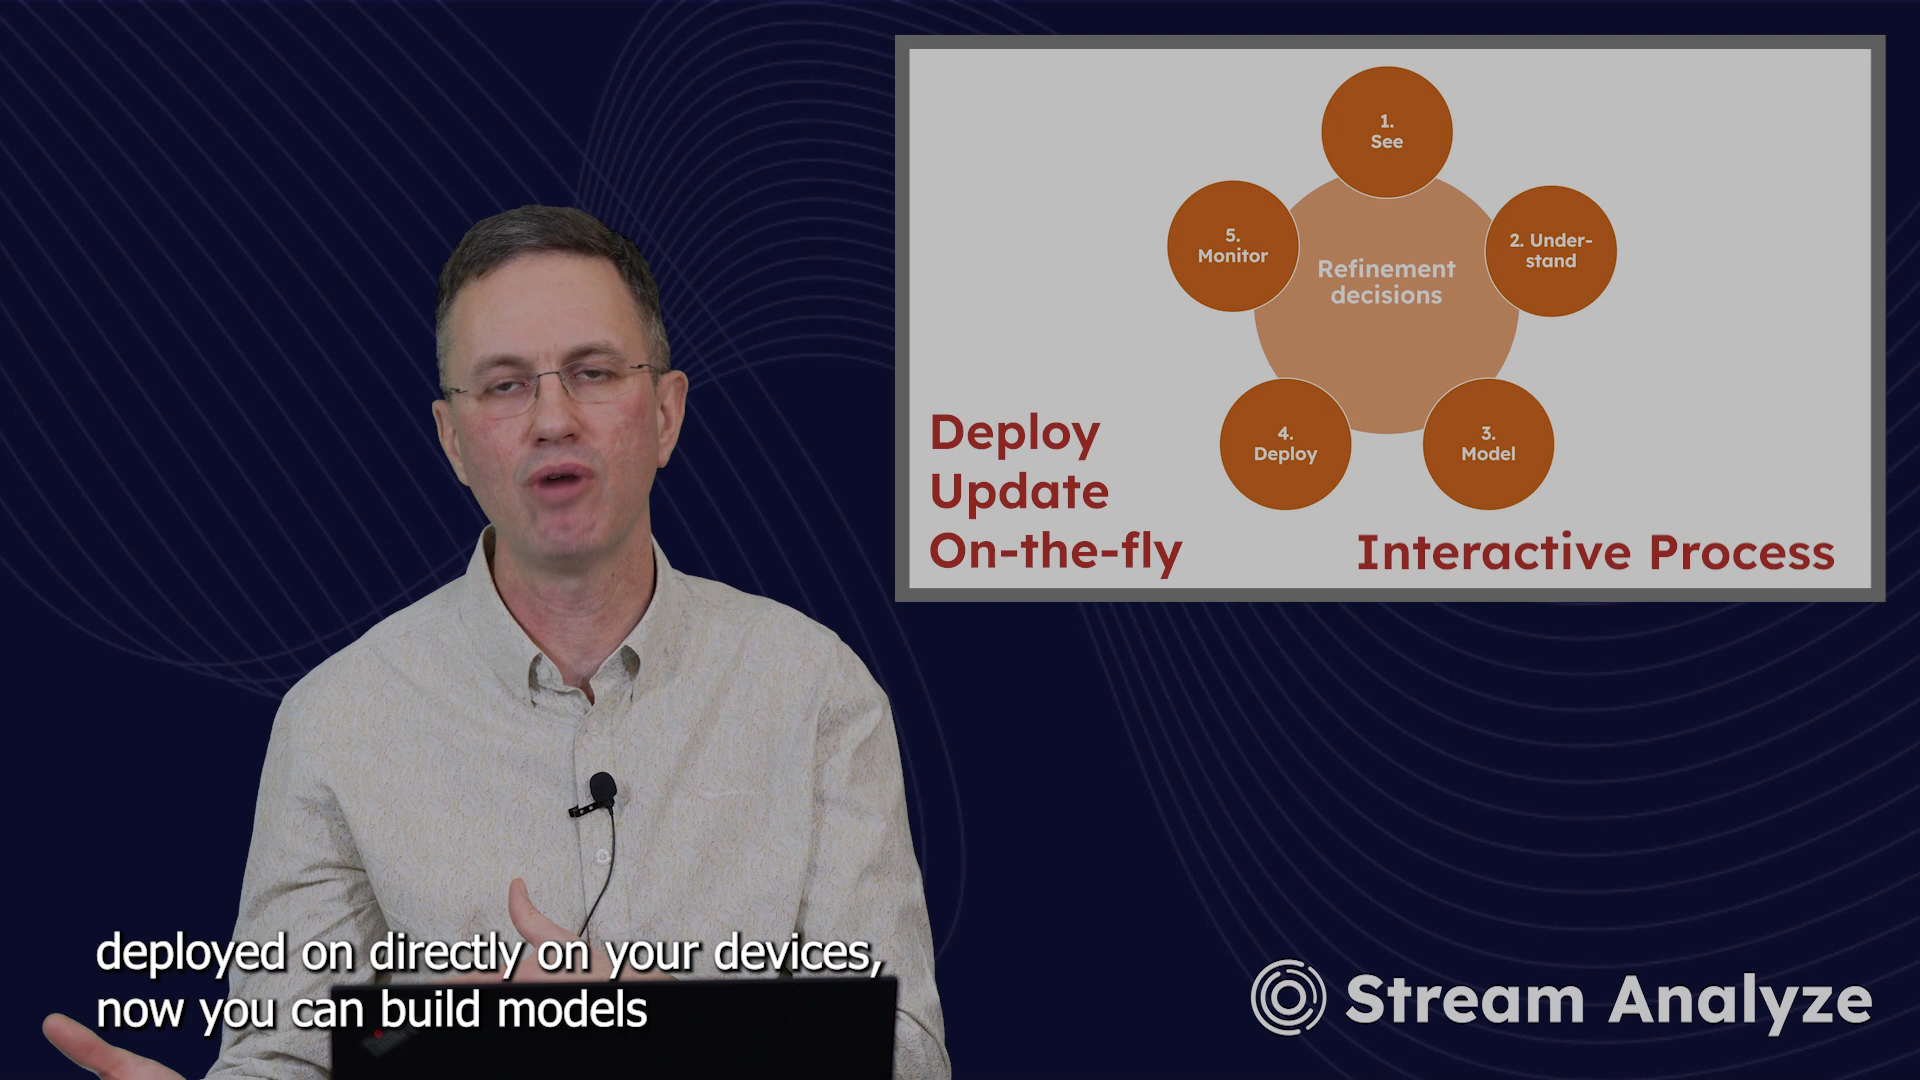 1.
See
5.
Monitor
2. Under-
stand
Refinement
decisions
4.
Deploy
3.
Model
Deploy
Update
On-the-fly
Interactive Process
deployed on directly on your devices,
now you can build models
Stream Analyze